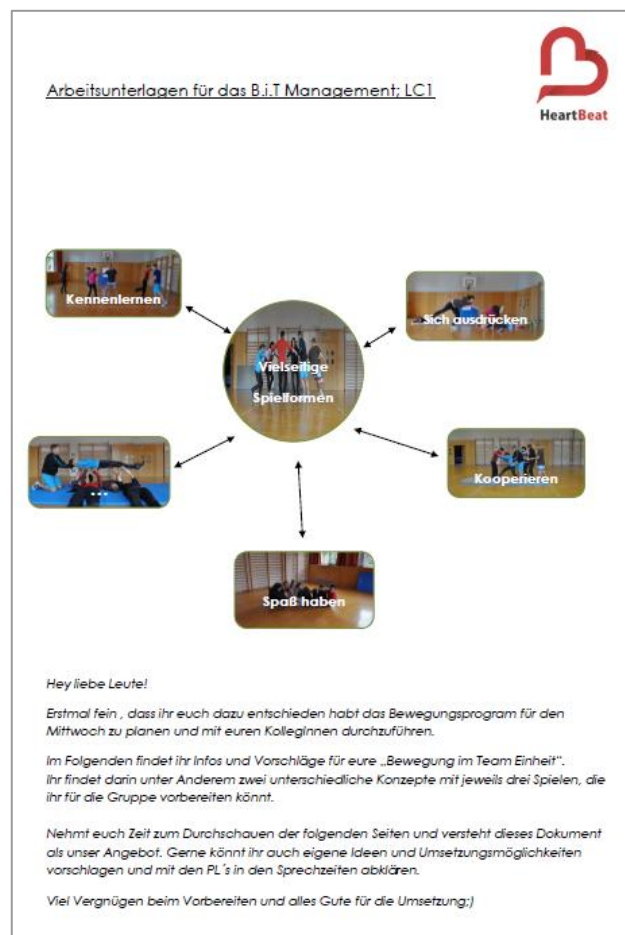 Arbeitsunterlagen für das B.i.T Management; LC1
HeartBeat
Kennenlernen
Sich ausdrücken
Vielseitige
Spielformen
...
Kooperieren
Spaß haben
Hey liebe Leute!
Erstmal fein , dass ihr euch dazu entschieden habt das Bewegungsprogram für den
Mittwoch zu planen und mit euren KollegInnen durchzuführen.
Im Folgenden findet ihr Infos und Vorschläge für eure „Bewegung im Team Einheit“.
Ihr findet darin unter Anderem zwei unterschiedliche Konzepte mit jeweils drei Spielen, die
ihr für die Gruppe vorbereiten könnt.
Nehmt euch Zeit zum Durchschauen der folgenden Seiten und versteht dieses Dokument
als unser Angebot. Gerne könnt ihr auch eigene Ideen und Umsetzungsmöglichkeiten
vorschlagen und mit den PL´s in den Sprechzeiten abklären.
Viel Vergnügen beim Vorbereiten und alles Gute für die Umsetzung;)